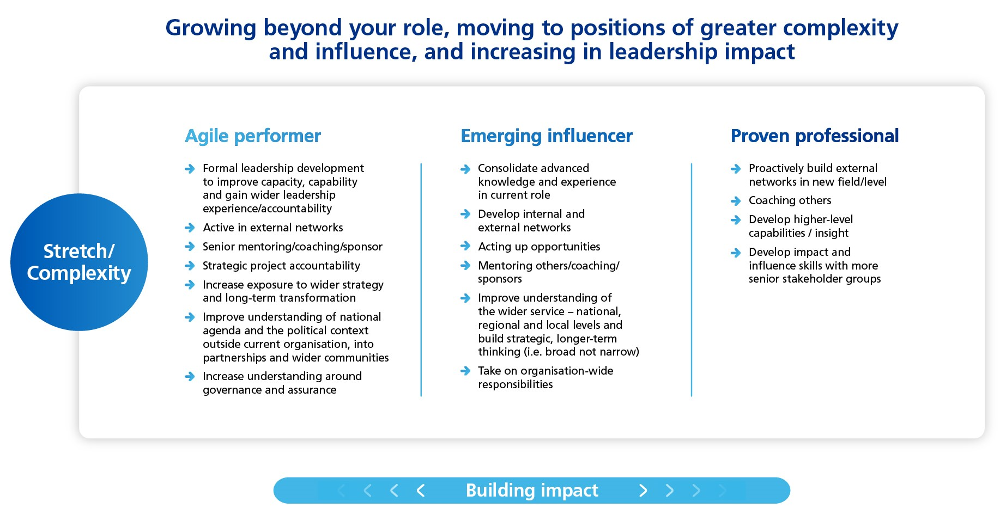 Growing beyond your role, moving to positions of greater complexity
and influence, and increasing in leadership impact
Stretch/
Complexity
Agile performer
Formal leadership development
to improve capacity, capability
and gain wider leadership
experience/accountability
Active in external networks
Senior mentoring/coaching/sponsor
Strategic project accountability
Increase exposure to wider strategy
and long-term transformation
Improve understanding of national
agenda and the political context
outside current organisation, into
partnerships and wider communities
Increase understanding around
governance and assurance
Emerging influencer
Consolidate advanced
knowledge and experience
in current role
Develop internal and
external networks
Acting up opportunities
Mentoring others/coaching/
sponsors
Improve understanding of
the wider service – national,
regional and local levels and
build strategic, longer-term
thinking (i.e. broad not narrow)
Take on organisation-wide
responsibilities
Proven professional
Proactively build external
networks in new field/level
Coaching others
Develop higher-level
capabilities / insight
Develop impact and
influence skills with more
senior stakeholder groups
Building impact